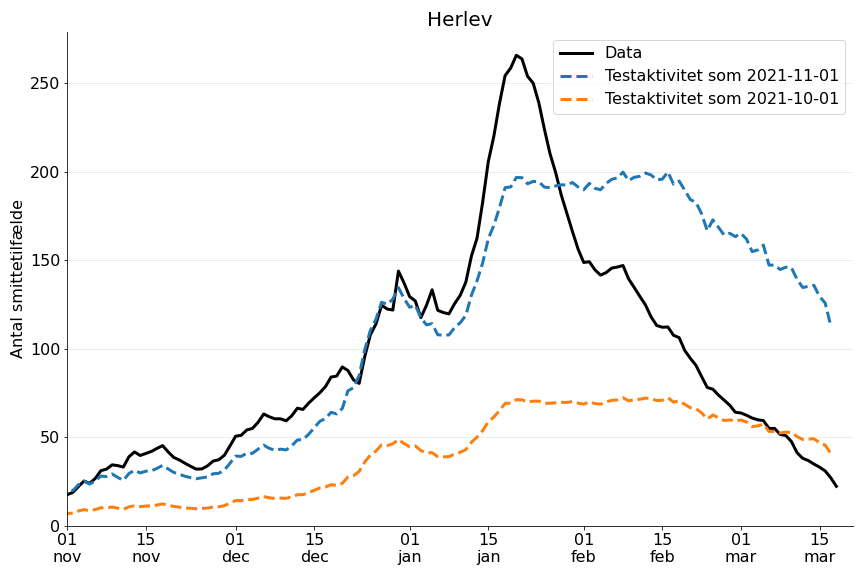 Herlev
Data
Testaktivitet som 2021-11-01
Testaktivitet som 2021-10-01
Antal smittetilfælde
250
200
150
100
50
0
01 15 01 15 01 15 01 15 01 15
nov nov dec dec jan jan feb feb mar mar